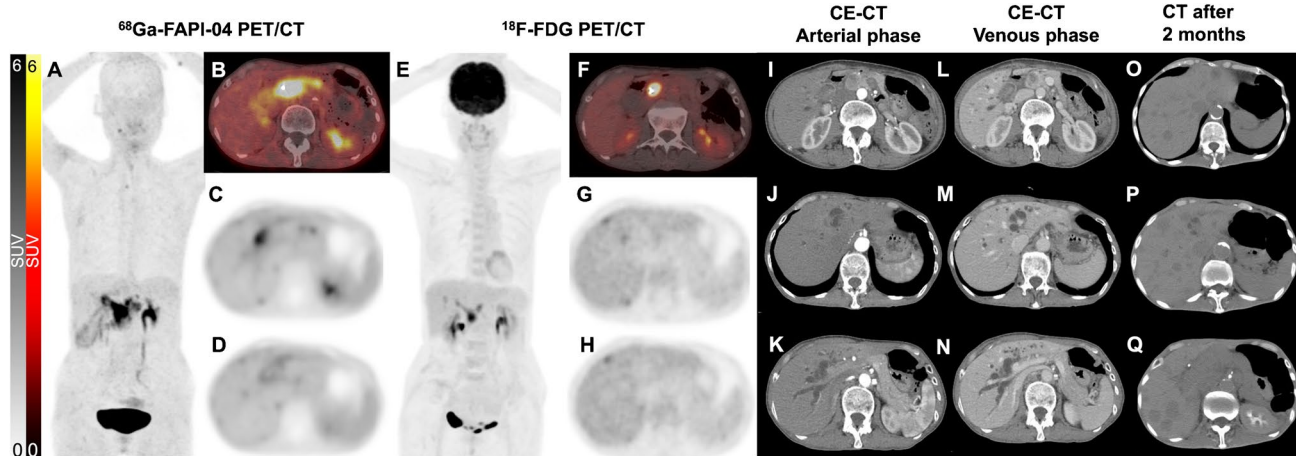 ⁶⁸Ga-FAPI-04 PET/CT
¹⁸F-FDG PET/CT
CE-CT
Arterial phase
CE-CT
Venous phase
CT after
2 months
6
6
A
B
E
F
I
L
O
C
G
J
M
P
SUV
SUV
D
H
K
N
Q
0
0